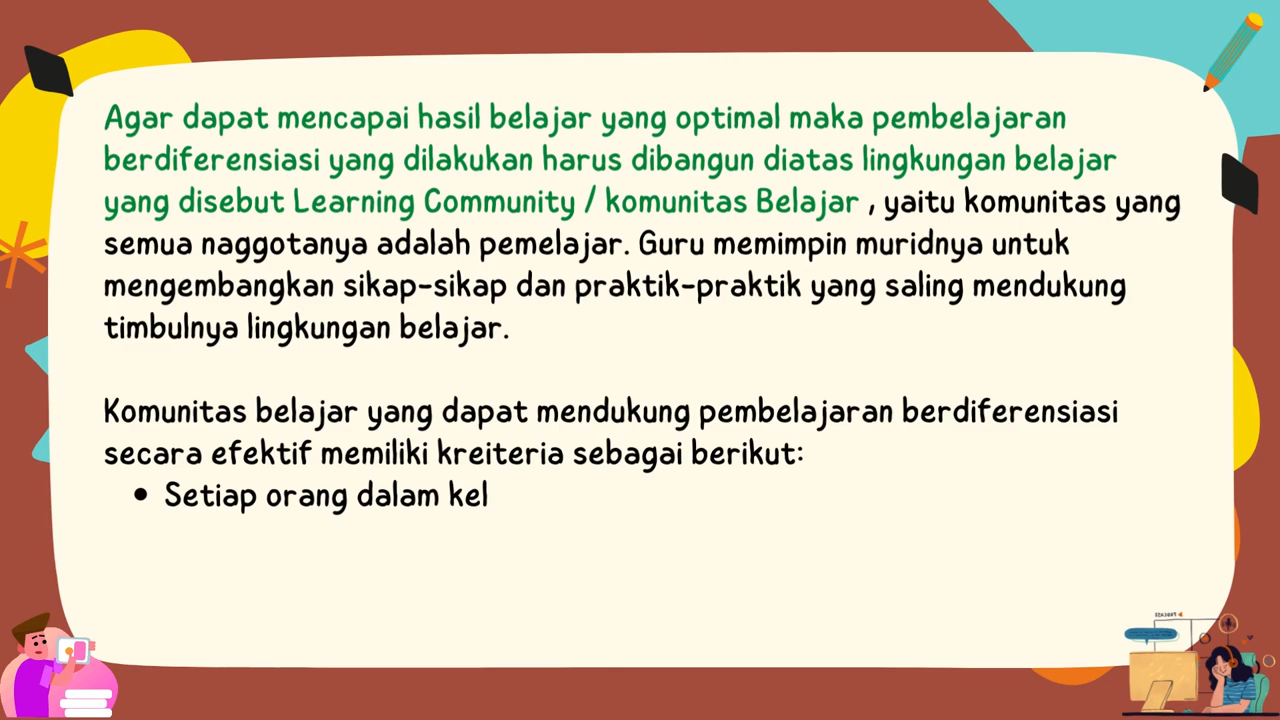 Agar dapat mencapai hasil belajar yang optimal maka pembelajaran
berdiferensiasi yang dilakukan harus dibangun diatas lingkungan belajar
yang disebut Learning Community / komunitas Belajar , yaitu komunitas yang
semua naggotanya adalah pemelajar. Guru memimpin muridnya untuk
mengembangkan sikap-sikap dan praktik-praktik yang saling mendukung
timbulnya lingkungan belajar.
Komunitas belajar yang dapat mendukung pembelajaran berdiferensiasi
secara efektif memiliki kreiteria sebagai berikut:
• Setiap orang dalam kel